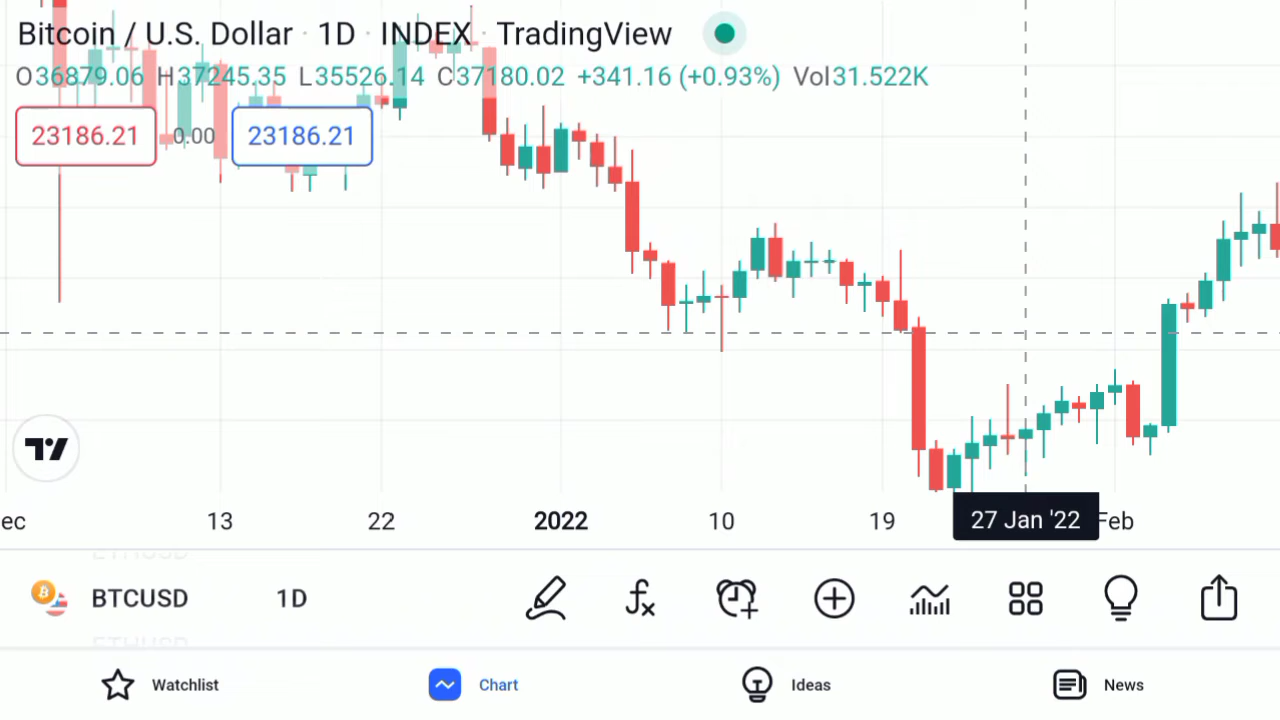 Bitcoin / U.S. Dollar · 1D · INDEX · TradingView
O36879.06 H37245.35 L35526.14 C37180.02 +341.16 (+0.93%) Vol31.522K
23186.21 0.00 23186.21
ec 13 22 2022 10 19 27 Jan '22 Feb
ETHUSD
BTCUSD 1D
ETHUSD
Watchlist Chart Ideas News